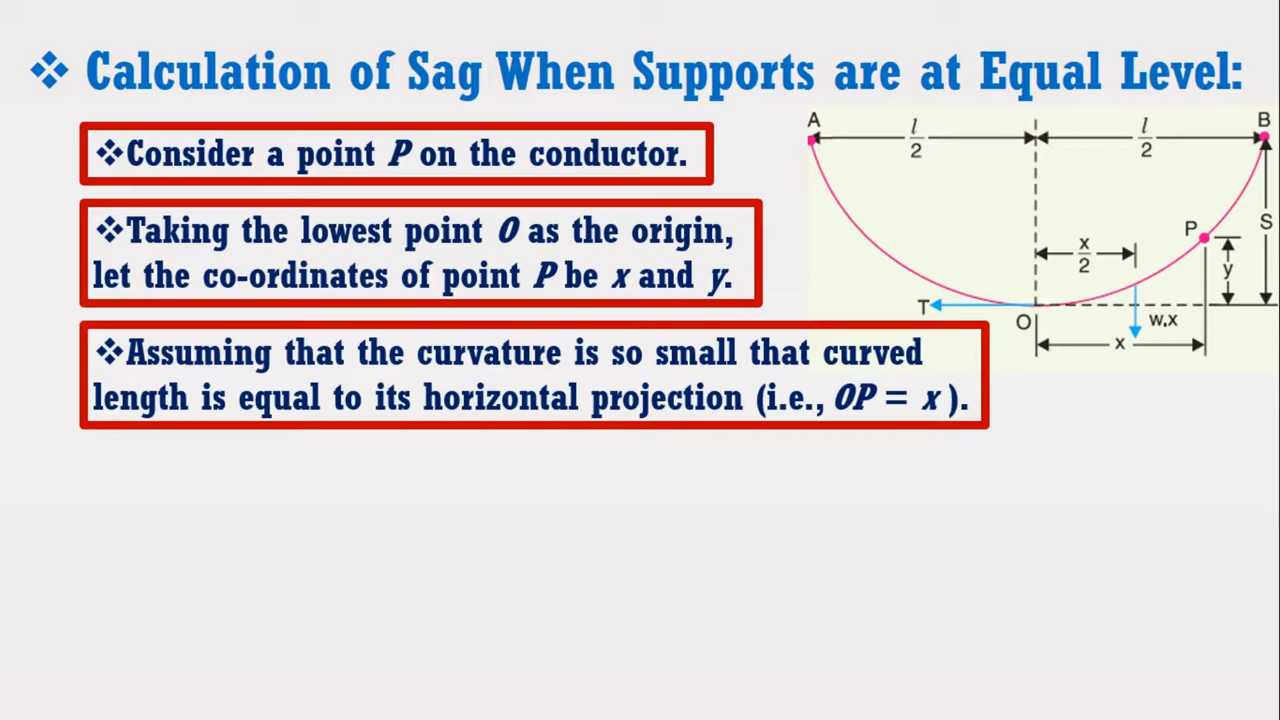 ❖ Calculation of Sag When Supports are at Equal Level:
❖Consider a point P on the conductor.
❖Taking the lowest point O as the origin,
let the co-ordinates of point P be x and y.
❖Assuming that the curvature is so small that curved
length is equal to its horizontal projection (i.e., OP = x ).
A
l/2
l/2
B
S
P
x/2
y
T
O
w.x
x